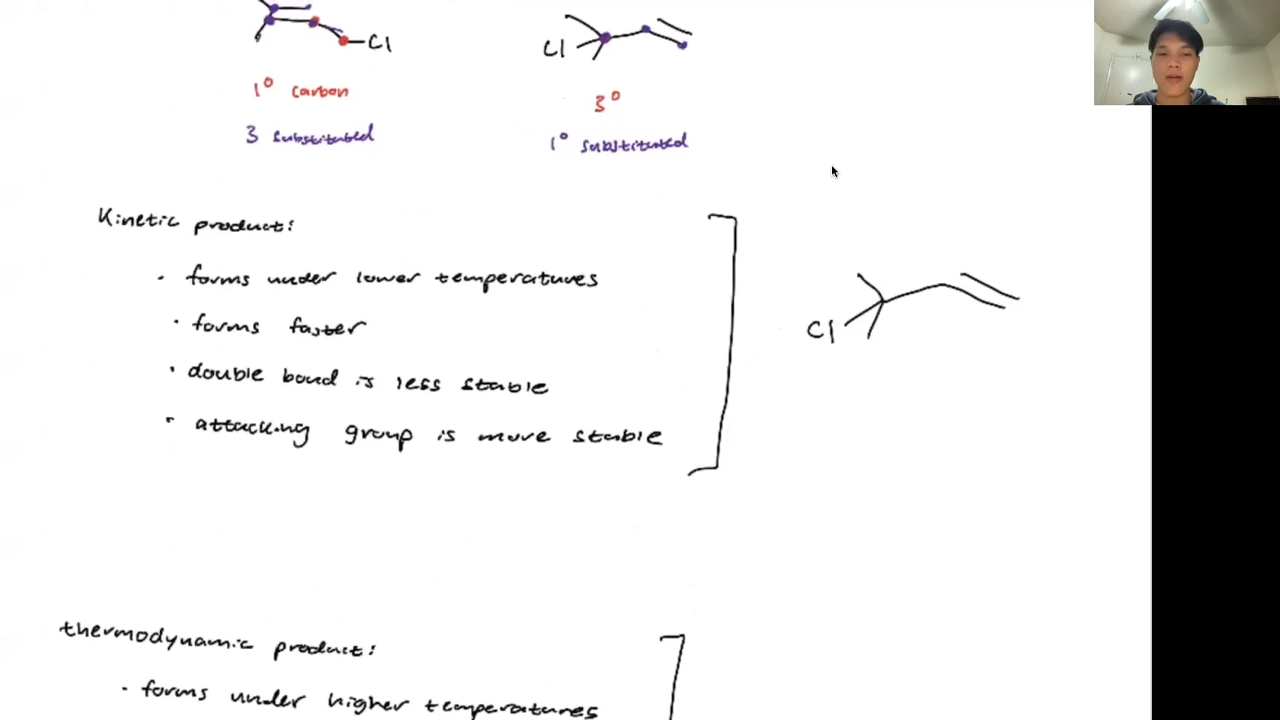 Cl
Cl
1° carbon
3°
3 substituted
1° substituted
Kinetic product:
· forms under lower temperatures
· forms faster
· double bond is less stable
· attacking group is more stable
Cl
thermodynamic product:
· forms under higher temperatures